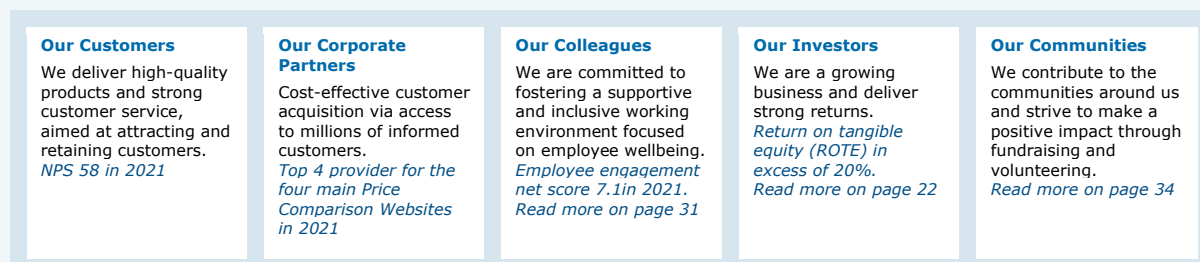 Our Customers
We deliver high-quality
products and strong
customer service,
aimed at attracting and
retaining customers.
NPS 58 in 2021
Our Corporate
Partners
Cost-effective customer
acquisition via access
to millions of informed
customers.
Top 4 provider for the
four main Price
Comparison Websites
in 2021
Our Colleagues
We are committed to
fostering a supportive
and inclusive working
environment focused
on employee wellbeing.
Employee engagement
net score 7.1in 2021.
Read more on page 31
Our Investors
We are a growing
business and deliver
strong returns.
Return on tangible
equity (ROTE) in
excess of 20%.
Read more on page 22
Our Communities
We contribute to the
communities around us
and strive to make a
positive impact through
fundraising and
volunteering.
Read more on page 34